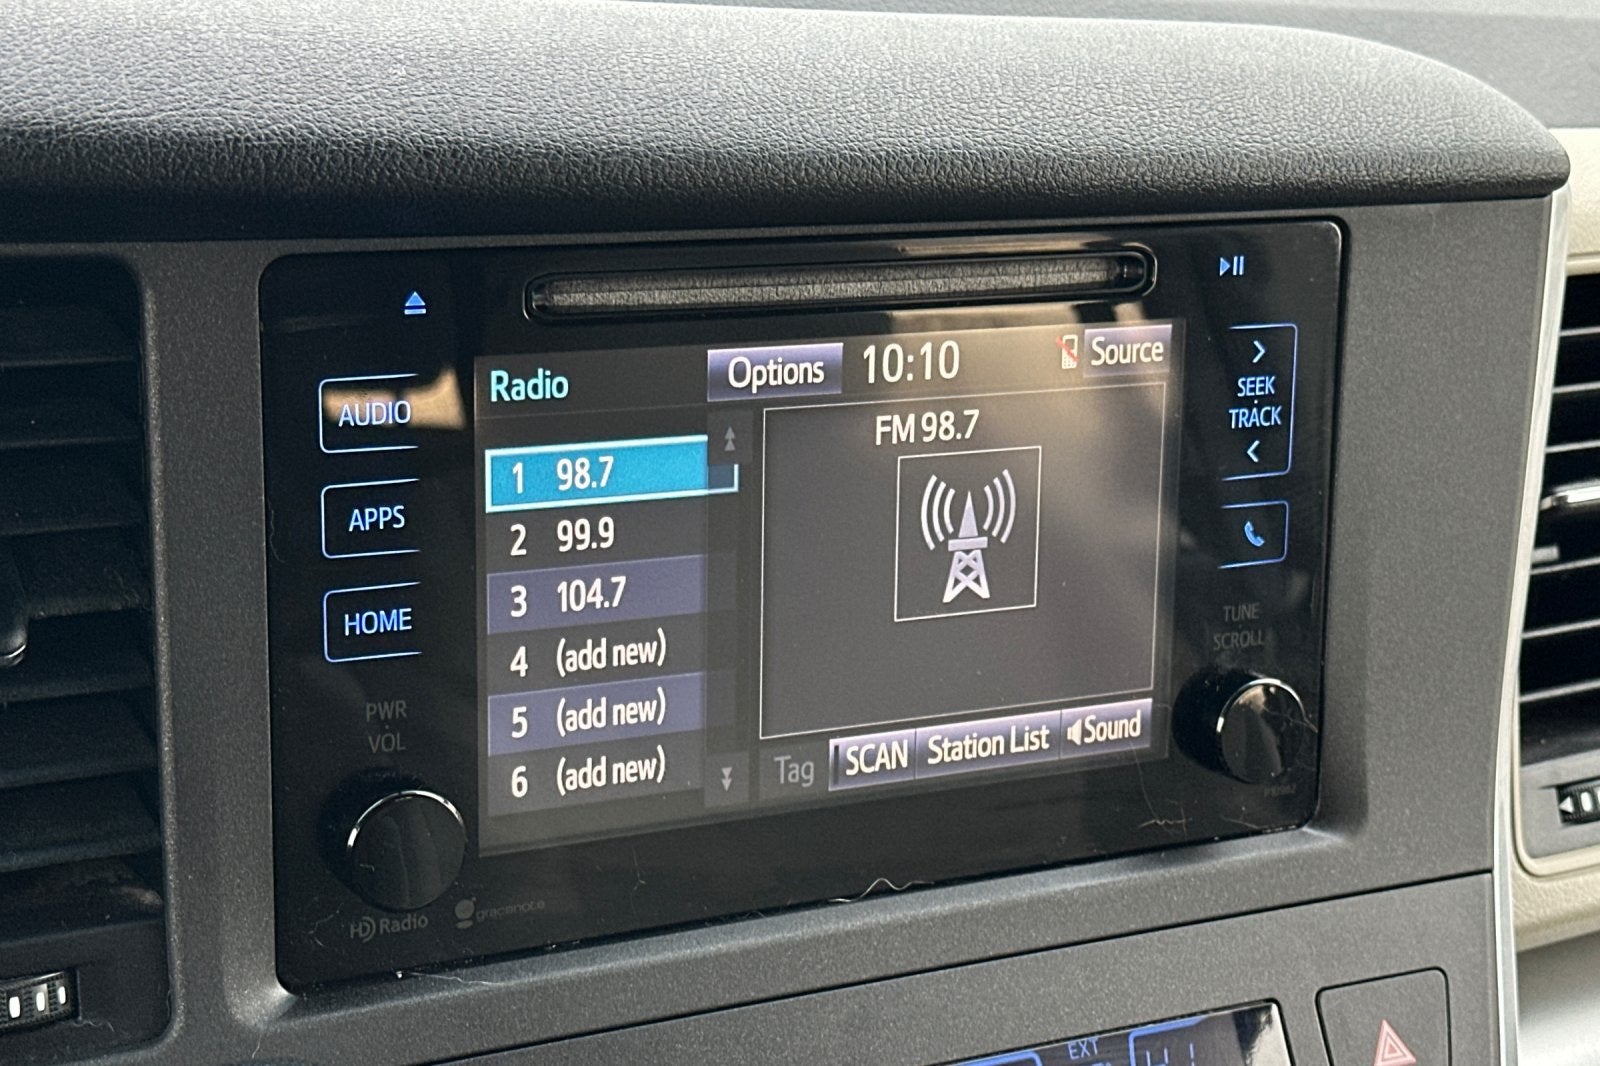 AUDIO
APPS
HOME
PWR
VOL
HD Radio
gracenote
Radio
Options
10:10
Source
1 98.7
2 99.9
3 104.7
4 (add new)
5 (add new)
6 (add new)
FM 98.7
Tag
SCAN
Station List
Sound
SEEK
TRACK
TUNE
SCROLL
EXT